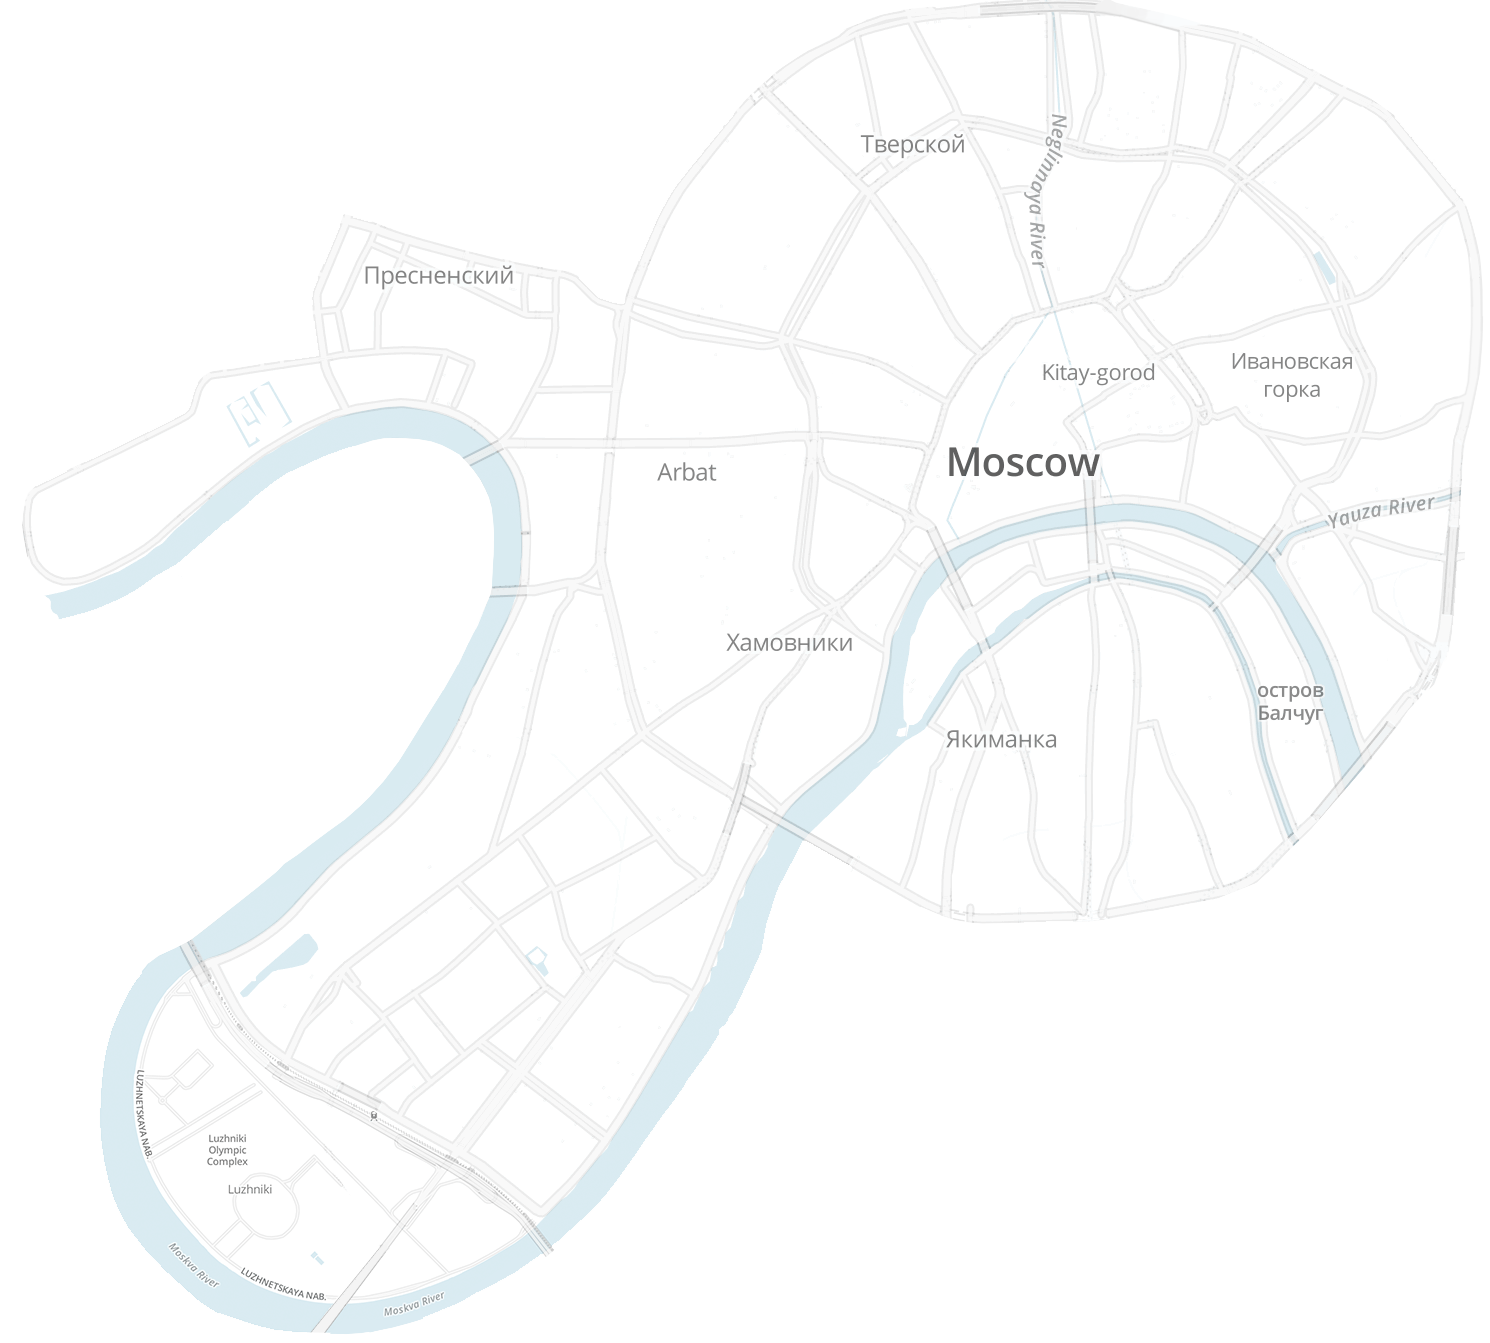 Тверской
Neglinnaya River
Пресненский
Kitay-gorod
Ивановская
горка
Moscow
Arbat
Yauza River
Хамовники
остров
Балчуг
Якиманка
LUZHNETSKAYA NAB.
Luzhniki
Olympic
Complex
Luzhniki
Moskva River
LUZHNETSKAYA NAB.
Moskva River